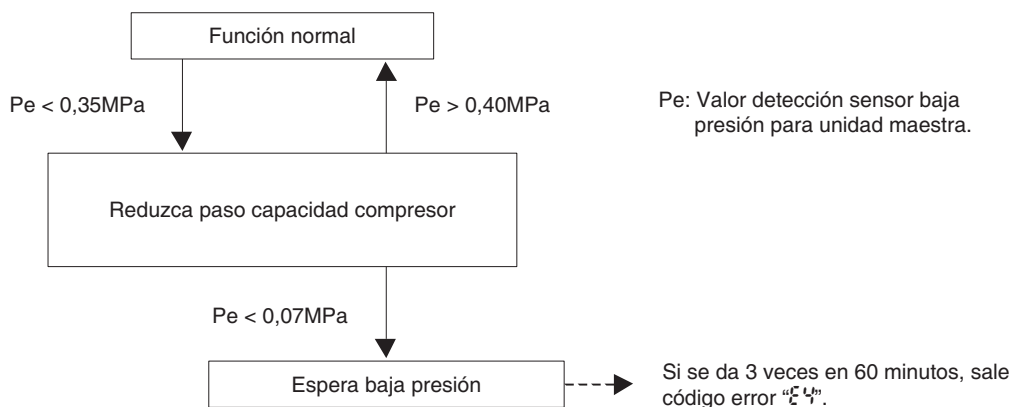 Función normal
Pe < 0,35MPa
Pe > 0,40MPa
Pe: Valor detección sensor baja
presión para unidad maestra.
Reduzca paso capacidad compresor
Pe < 0,07MPa
Espera baja presión
Si se da 3 veces en 60 minutos, sale
código error “E4”.